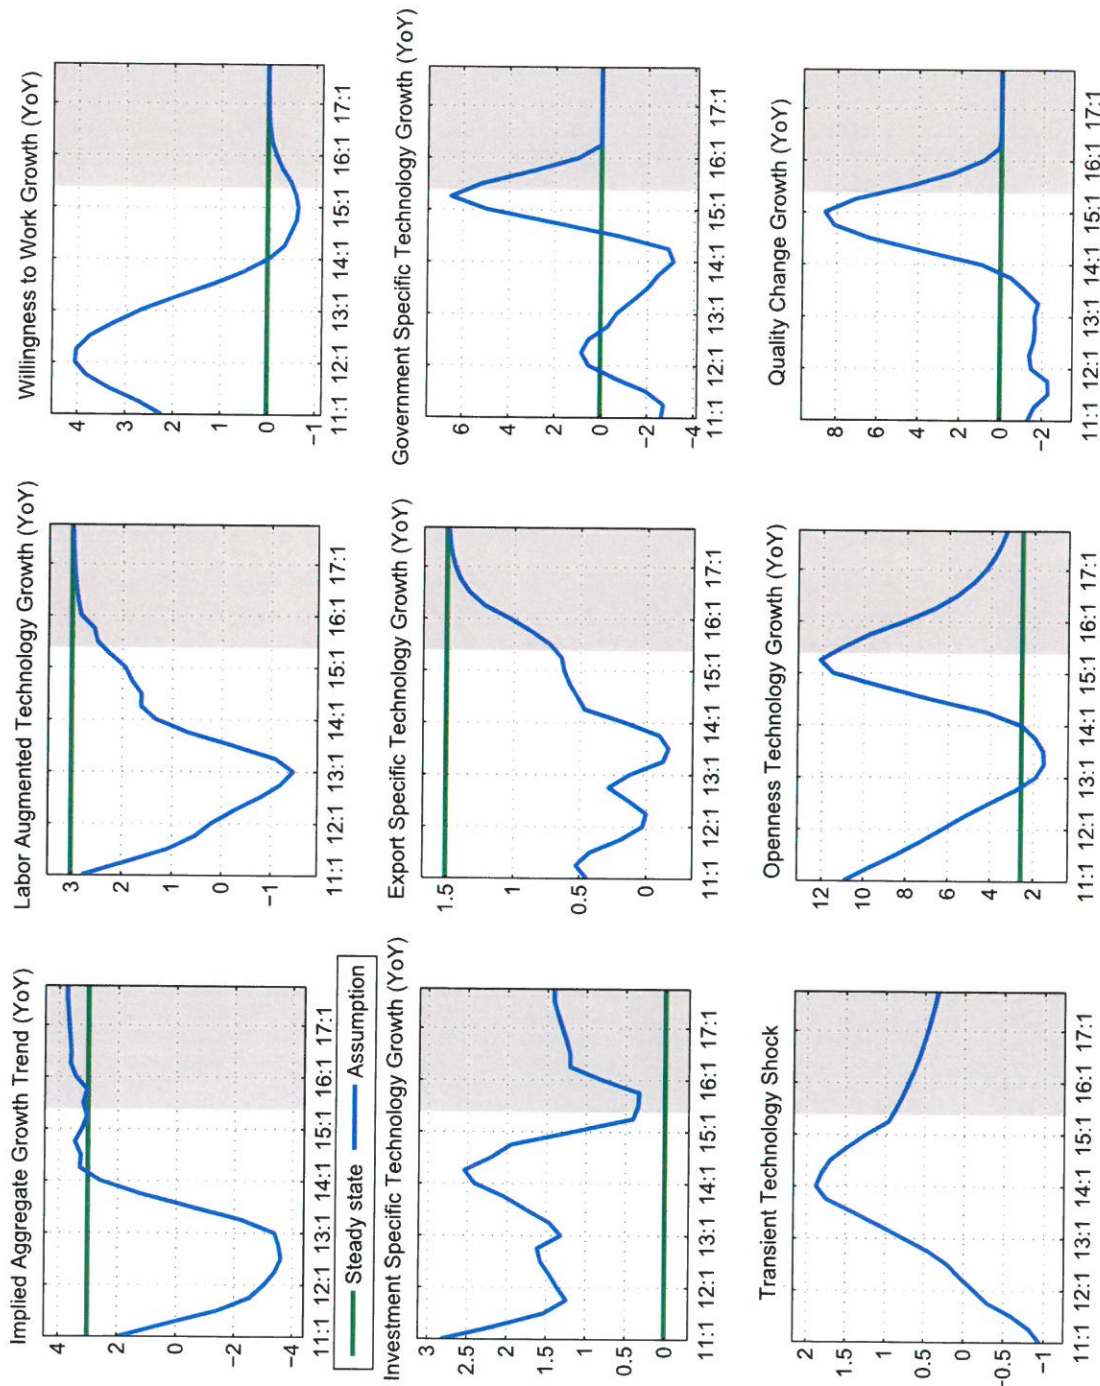 Implied Aggregate Growth Trend (YoY)
4
2
0
−2
−4
11:1 12:1 13:1 14:1 15:1 16:1 17:1
Labor Augmented Technology Growth (YoY)
3
2
1
0
−1
11:1 12:1 13:1 14:1 15:1 16:1 17:1
Willingness to Work Growth (YoY)
4
3
2
1
0
−1
11:1 12:1 13:1 14:1 15:1 16:1 17:1
Steady state
Assumption
Investment Specific Technology Growth (YoY)
3
2.5
2
1.5
1
0.5
0
11:1 12:1 13:1 14:1 15:1 16:1 17:1
Export Specific Technology Growth (YoY)
1.5
1
0.5
0
11:1 12:1 13:1 14:1 15:1 16:1 17:1
Government Specific Technology Growth (YoY)
6
4
2
0
−2
−4
11:1 12:1 13:1 14:1 15:1 16:1 17:1
Transient Technology Shock
2
1.5
1
0.5
0
−0.5
−1
11:1 12:1 13:1 14:1 15:1 16:1 17:1
Openness Technology Growth (YoY)
12
10
8
6
4
2
11:1 12:1 13:1 14:1 15:1 16:1 17:1
Quality Change Growth (YoY)
8
6
4
2
0
−2
11:1 12:1 13:1 14:1 15:1 16:1 17:1